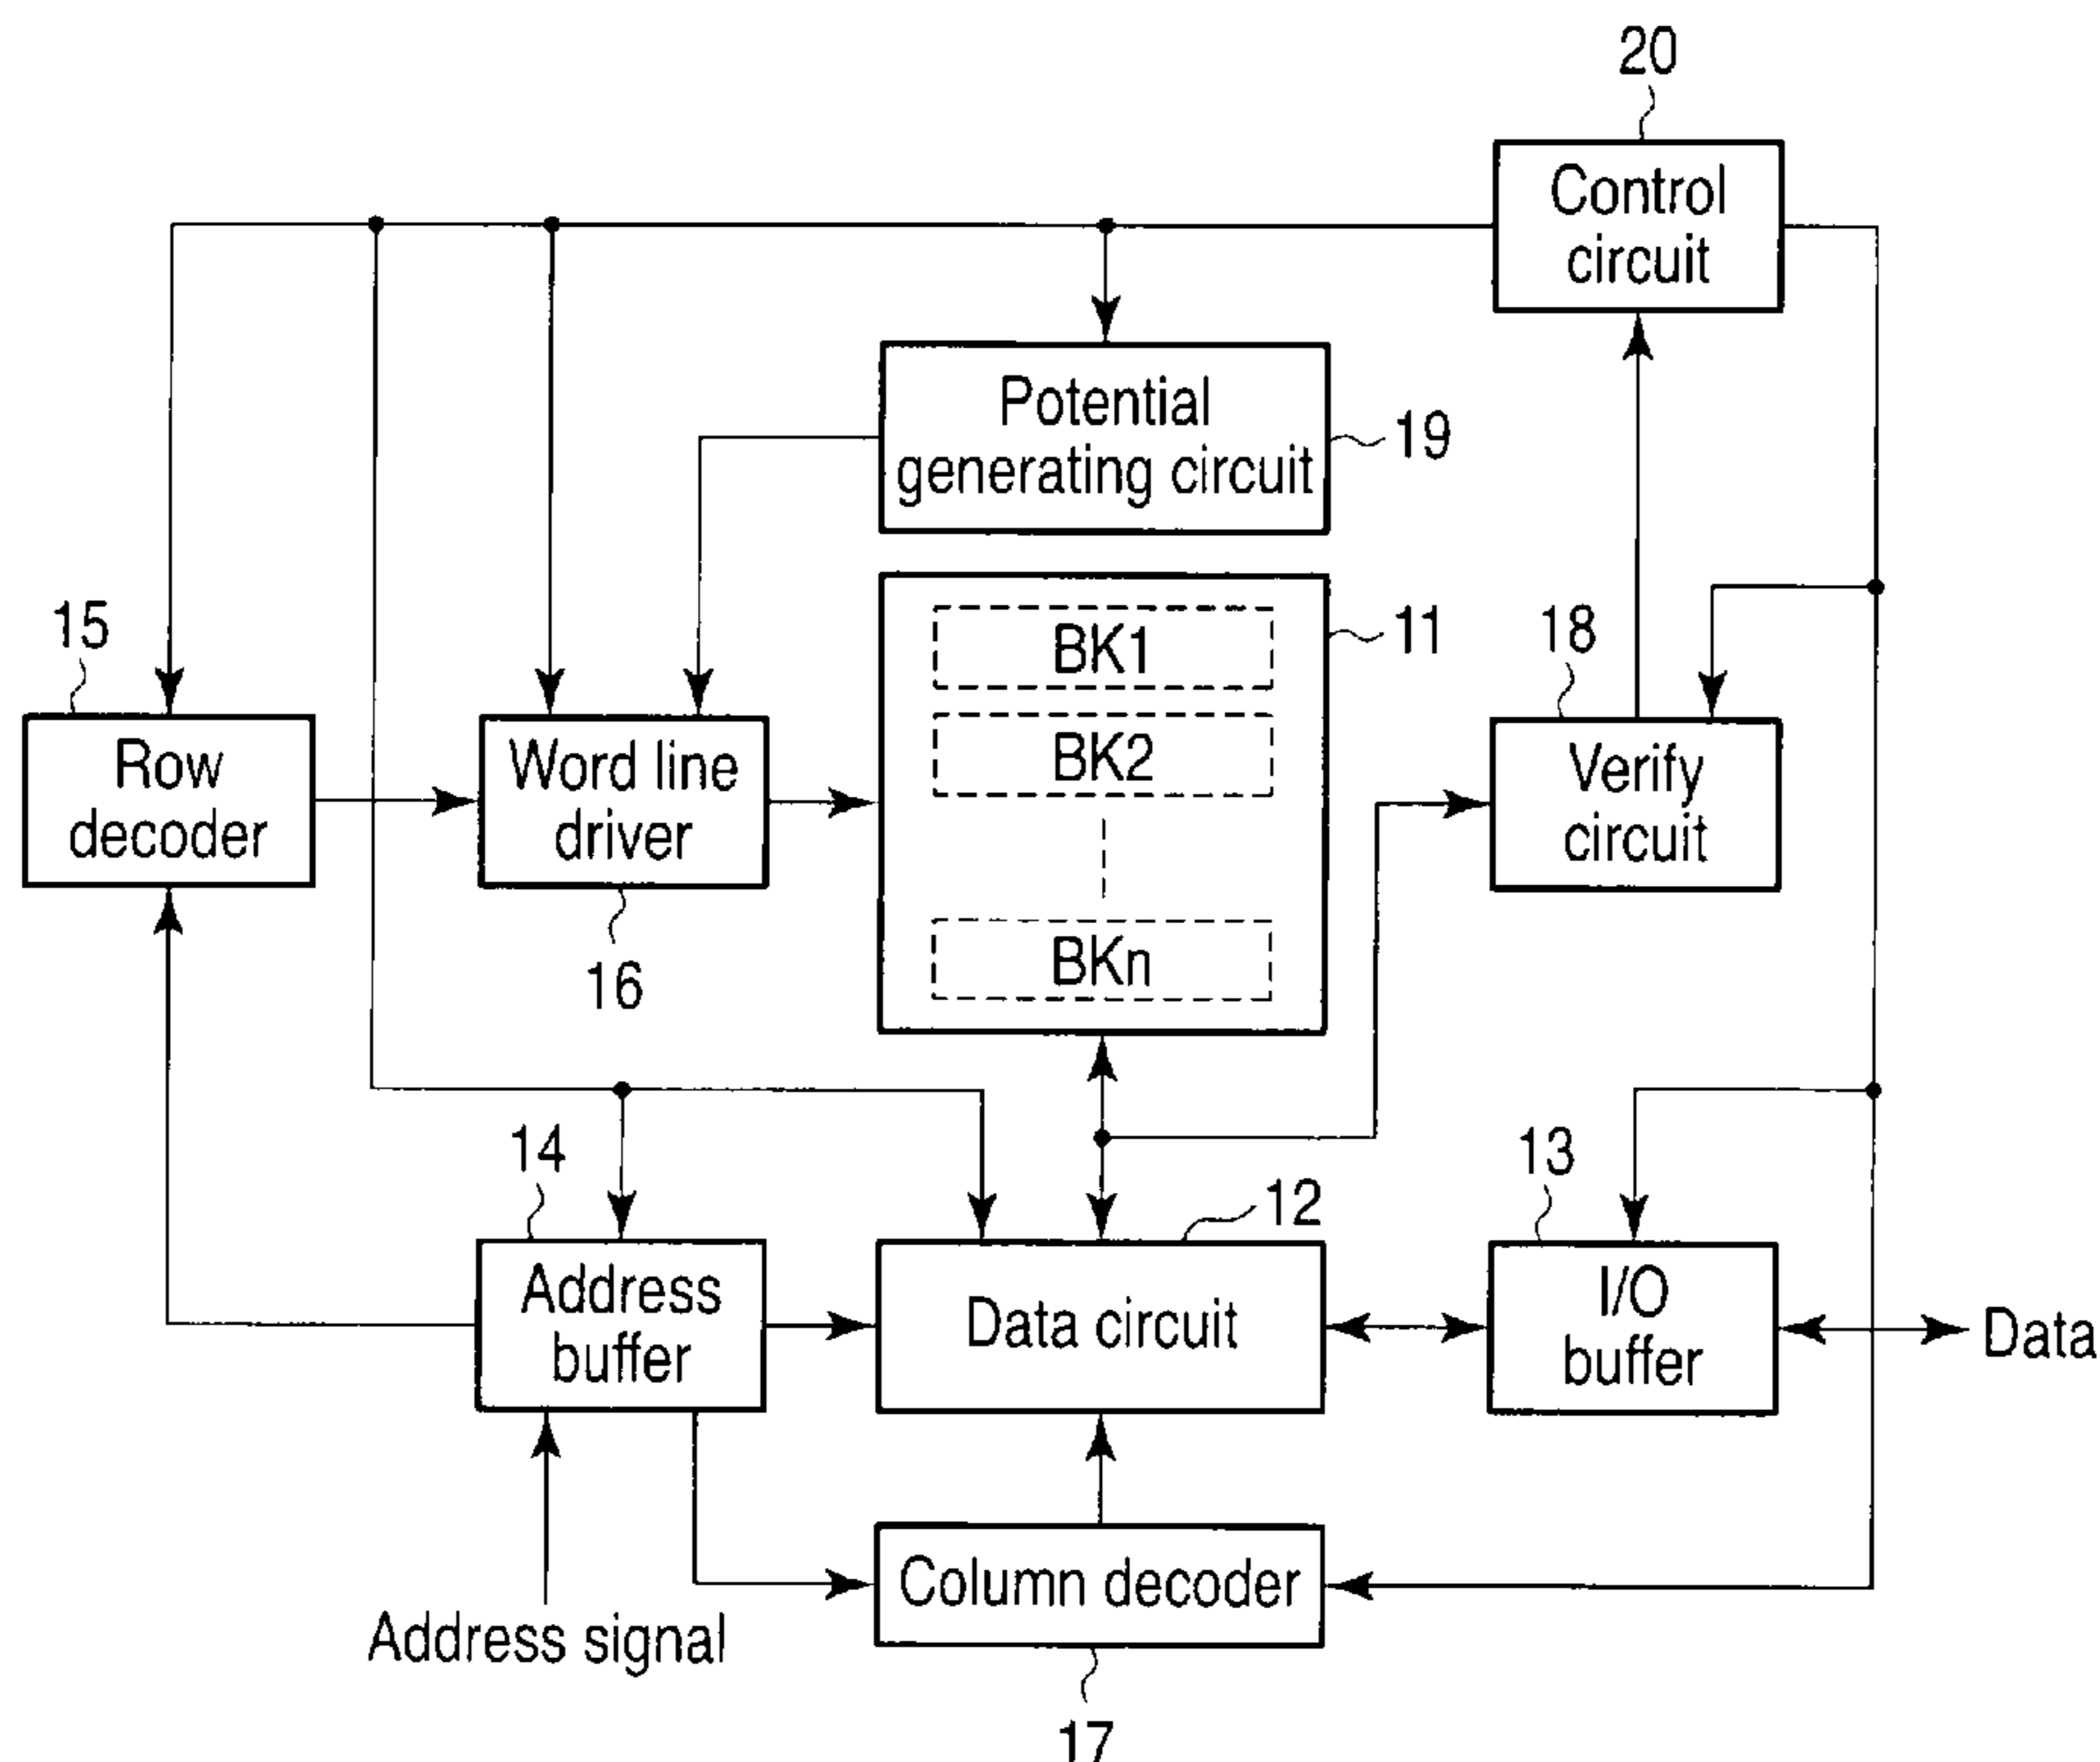 20
Control
circuit
Potential
generating circuit
19
15
Row
decoder
Word line
driver
16
BK1
BK2
BKn
11
18
Verify
circuit
14
Address
buffer
12
Data circuit
13
I/O
buffer
Data
Address signal
Column decoder
17